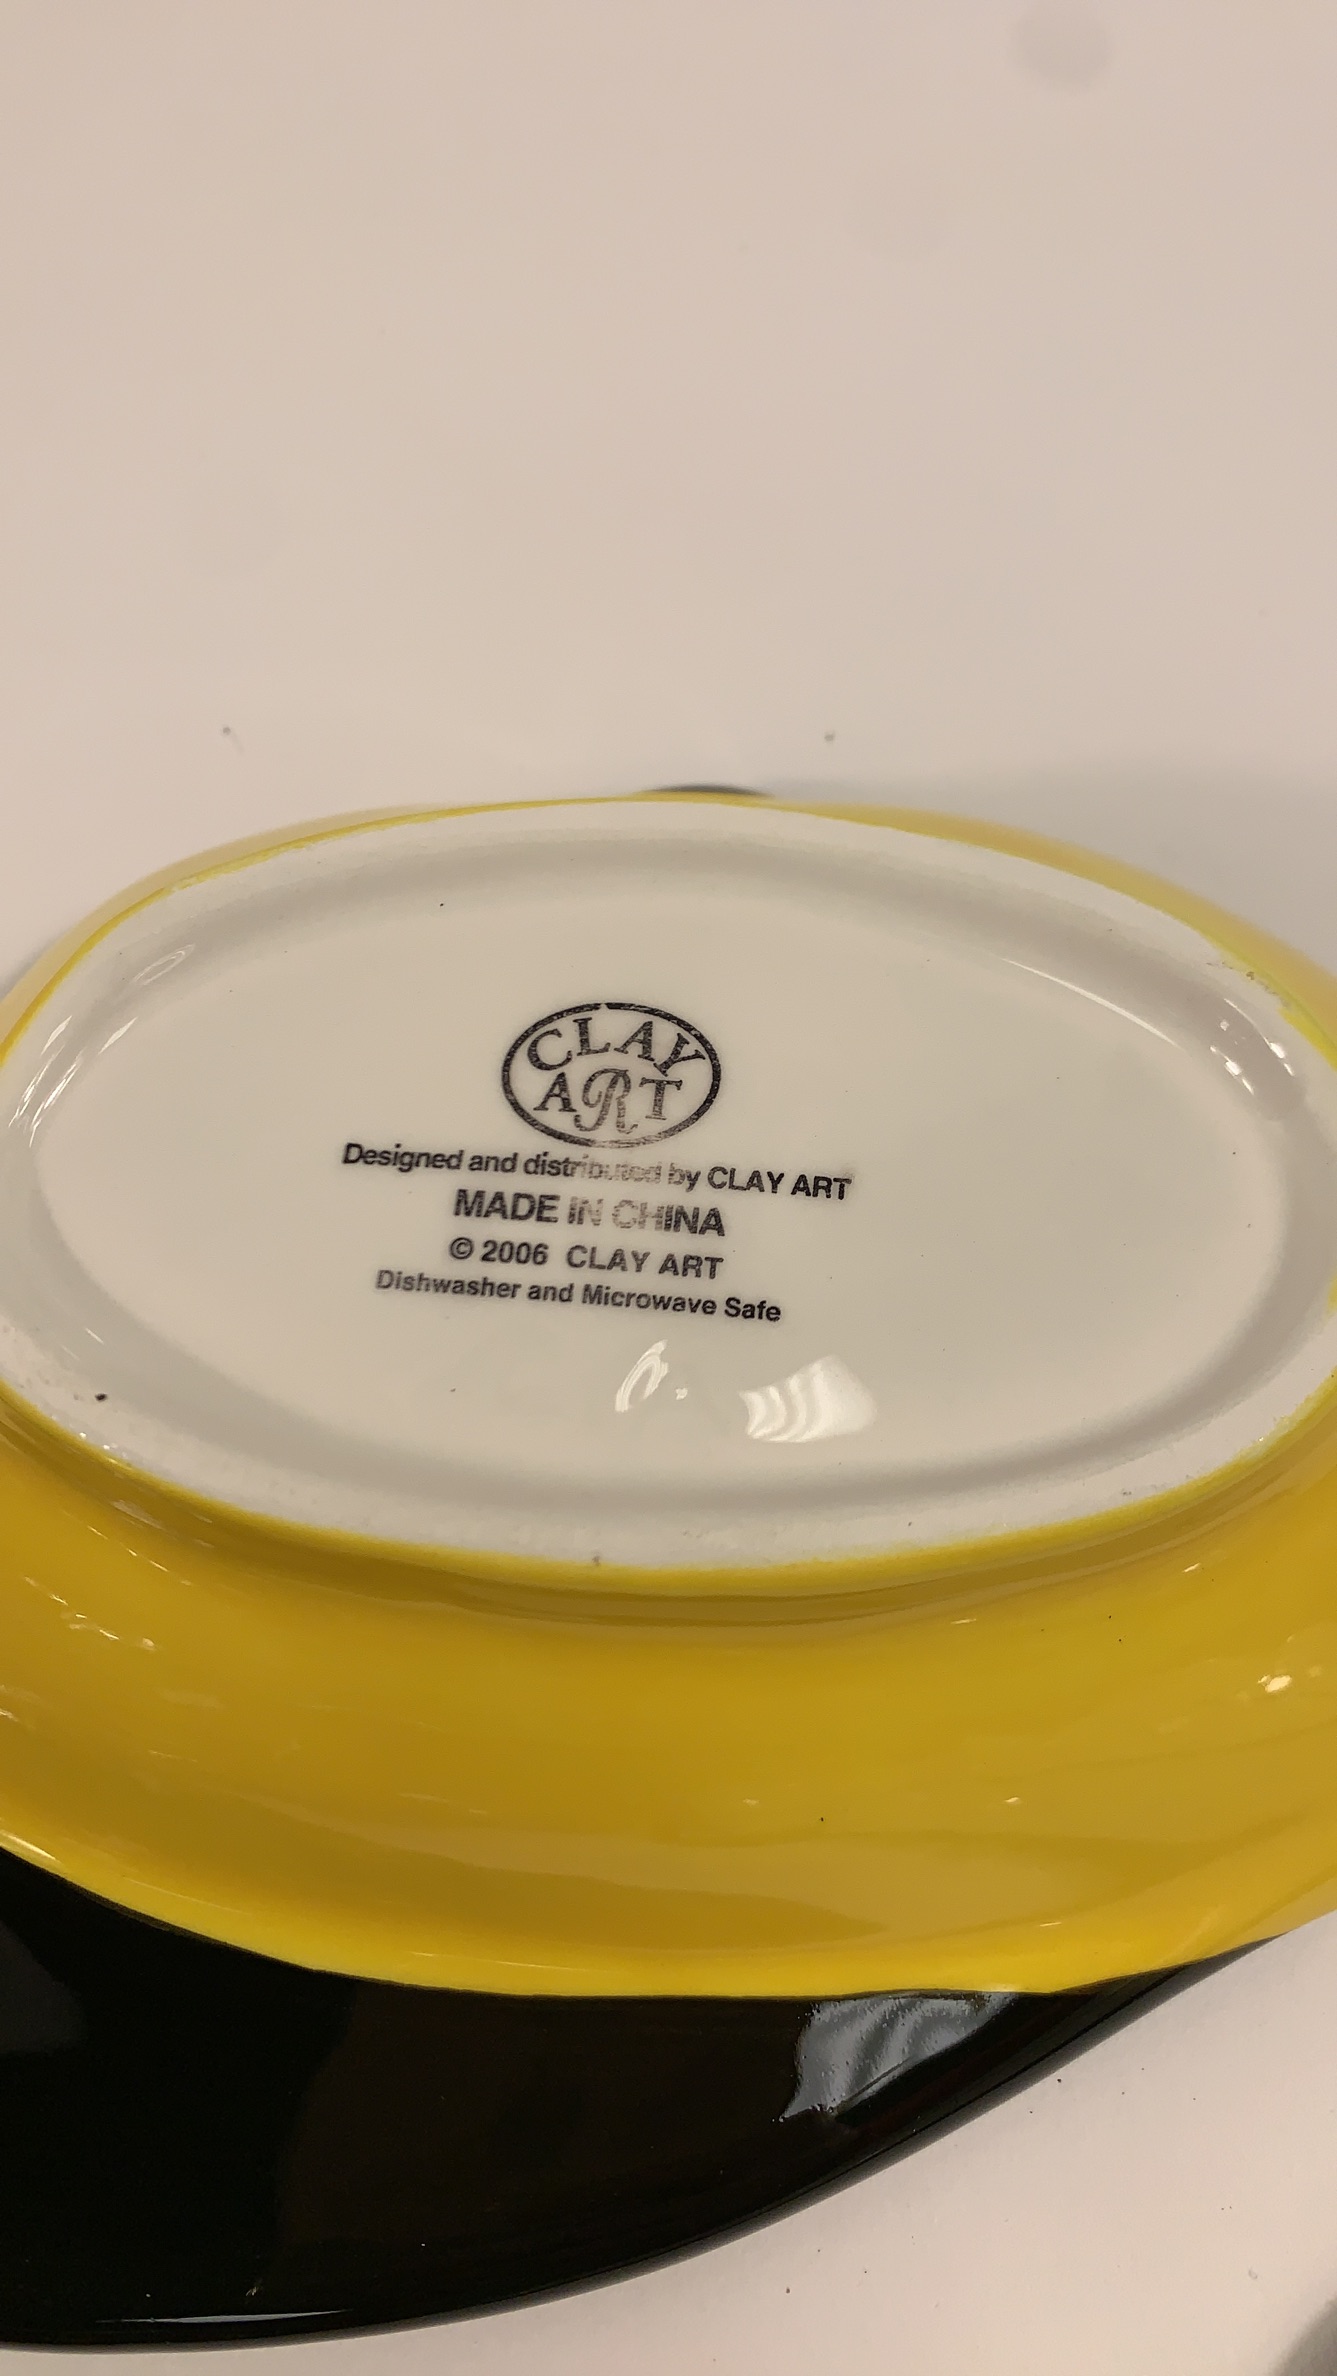 CLAY
ART
Designed and distributed by CLAY ART
MADE IN CHINA
© 2006 CLAY ART
Dishwasher and Microwave Safe